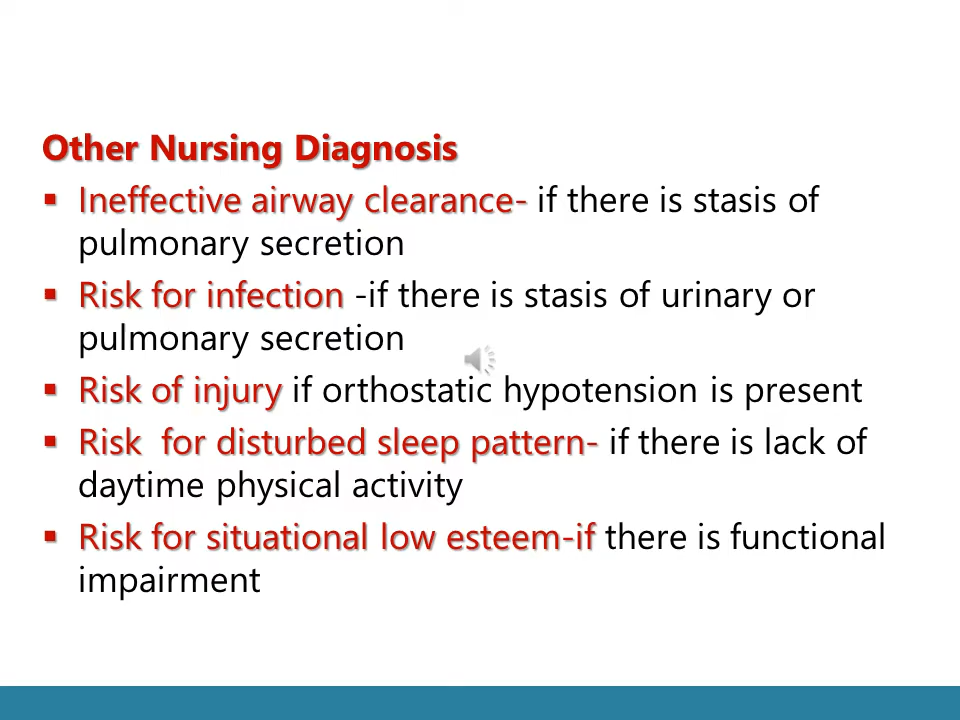 Other Nursing Diagnosis
▪ Ineffective airway clearance- if there is stasis of
pulmonary secretion
▪ Risk for infection -if there is stasis of urinary or
pulmonary secretion
▪ Risk of injury if orthostatic hypotension is present
▪ Risk  for disturbed sleep pattern- if there is lack of
daytime physical activity
▪ Risk for situational low esteem-if there is functional
impairment